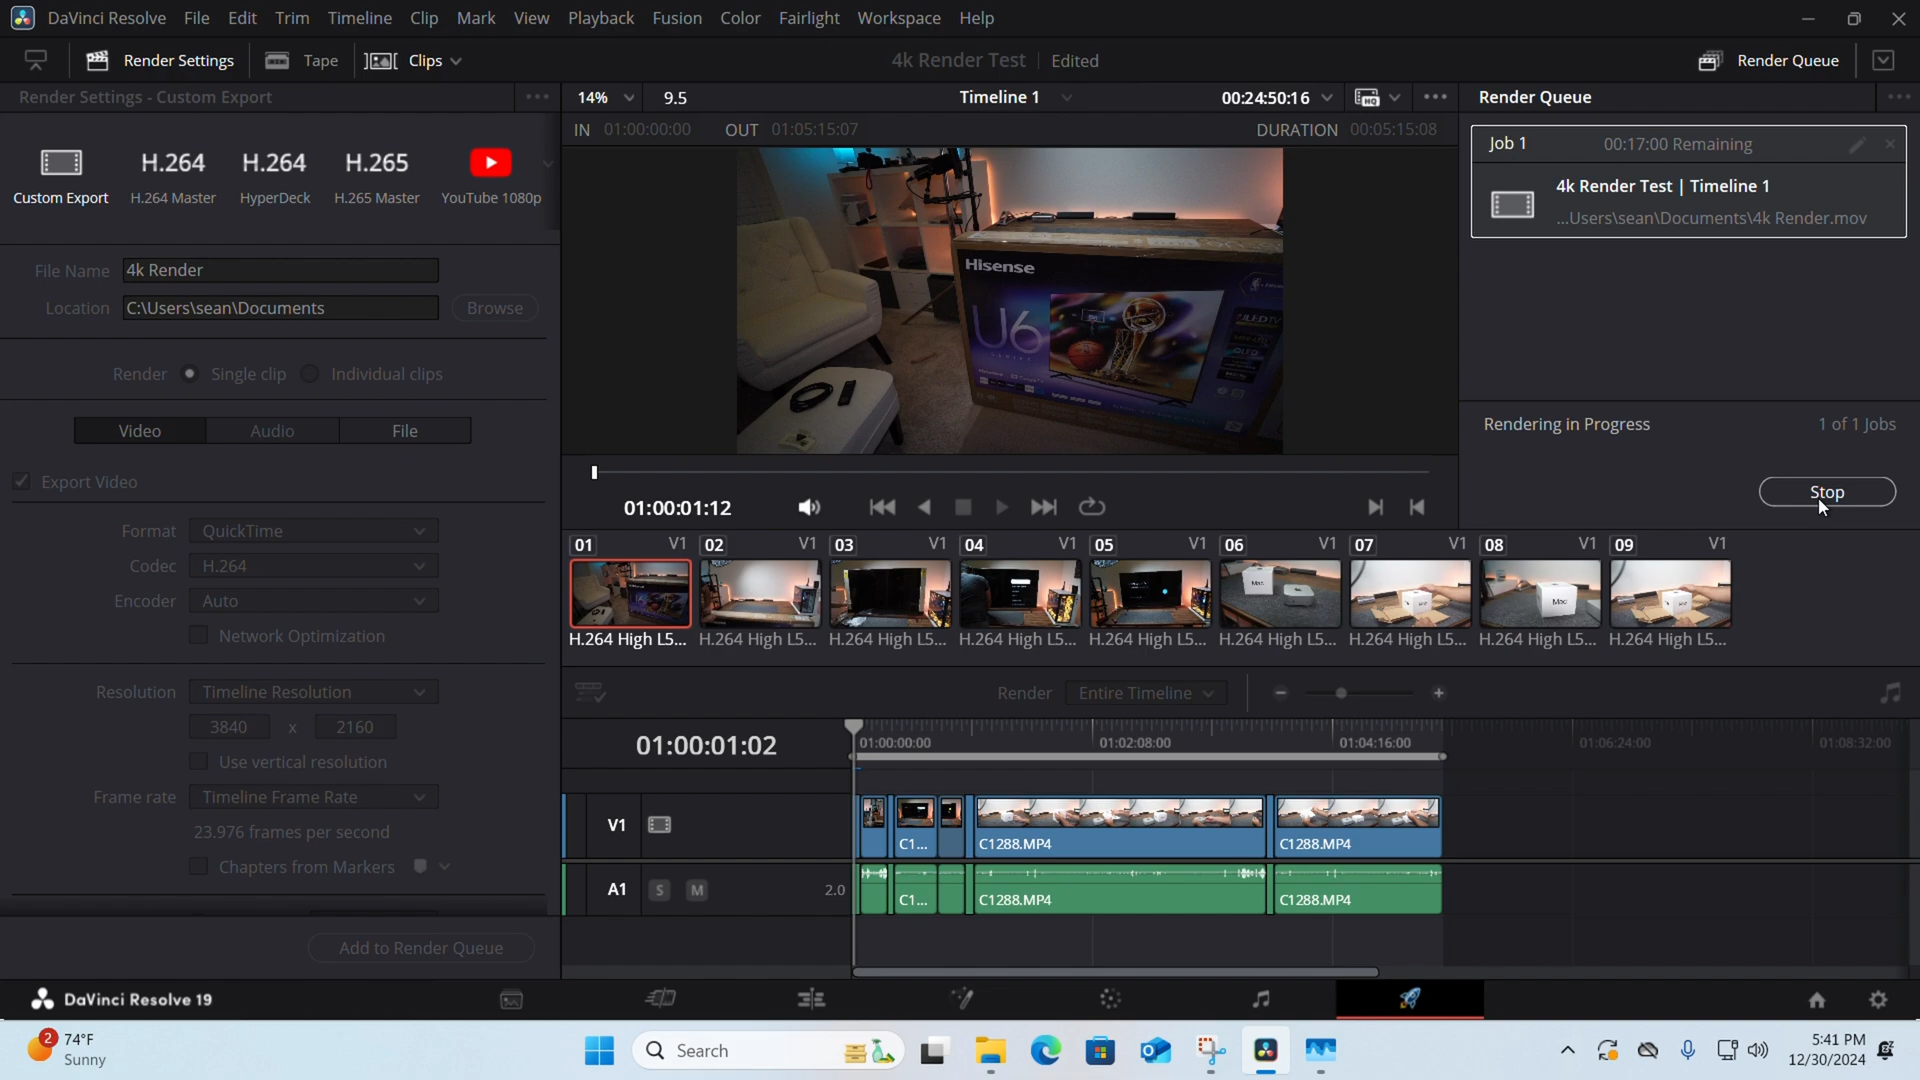 DaVinci Resolve File Edit Trim Timeline Clip Mark View Playback Fusion Color Fairlight Workspace Help
Render Settings Tape Clips 4k Render Test Edited Render Queue
Render Settings - Custom Export
14% 9.5 Timeline 1 00:24:50:16 HQ
Render Queue
IN 01:00:00:00 OUT 01:05:15:07 DURATION 00:05:15:08
H.264 H.264 H.265
Custom Export H.264 Master HyperDeck H.265 Master YouTube 1080p
File Name 4k Render
Location C:\Users\sean\Documents Browse
Render Single clip Individual clips
Video Audio File
Export Video
Format QuickTime
Codec H.264
Encoder Auto
Network Optimization
Resolution Timeline Resolution
3840 x 2160
Use vertical resolution
Frame rate Timeline Frame Rate
23.976 frames per second
Chapters from Markers
Add to Render Queue
Hisense
U6
SERIES
ULED TV
QLED
Job 1 00:17:00 Remaining
4k Render Test | Timeline 1
...Users\sean\Documents\4k Render.mov
Rendering in Progress 1 of 1 Jobs
Stop
01:00:01:12
01 V1 02 V1 03 V1 04 V1 05 V1 06 V1 07 V1 08 V1 09 V1
Mac
Mac
H.264 High L5... H.264 High L5... H.264 High L5... H.264 High L5... H.264 High L5... H.264 High L5... H.264 High L5... H.264 High L5... H.264 High L5...
Render Entire Timeline
01:00:01:02 01:00:00:00 01:02:08:00 01:04:16:00 01:06:24:00 01:08:32:00
V1 C1... C1288.MP4 C1288.MP4
A1 S M 2.0 C1... C1288.MP4 C1288.MP4
DaVinci Resolve 19
2 74°F
Sunny
Search
5:41 PM
12/30/2024